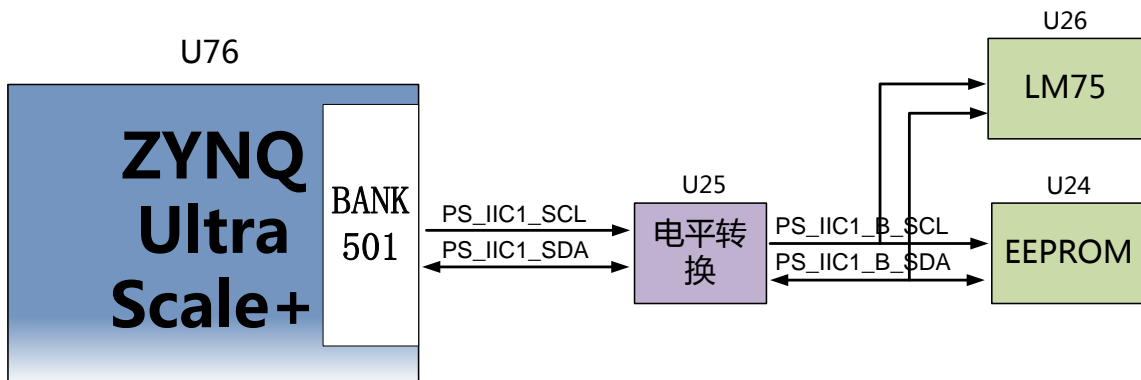 U76
ZYNQ
Ultra
Scale+
BANK
501
PS_IIC1_SCL
PS_IIC1_SDA
U25
电平转
换
PS_IIC1_B_SCL
PS_IIC1_B_SDA
U26
LM75
U24
EEPROM